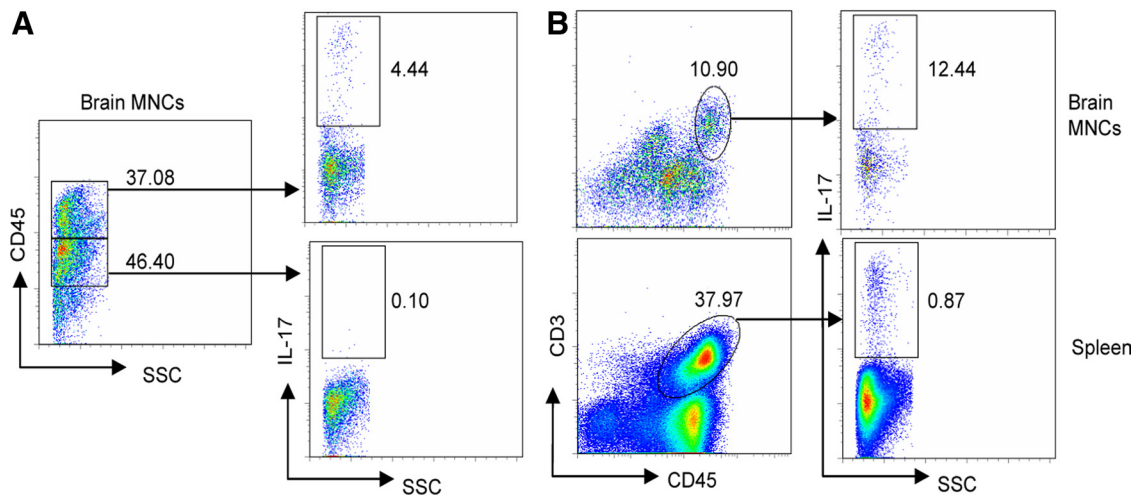 A
Brain MNCs
CD45
37.08
46.40
SSC
4.44
0.10
IL-17
SSC
B
10.90
12.44
Brain
MNCs
IL-17
CD3
37.97
0.87
Spleen
CD45
SSC